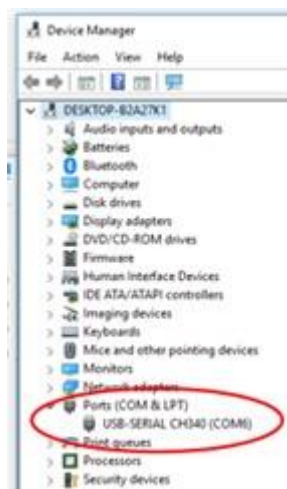 Device Manager
File Action View Help
DESKTOP-B2A27K1
Audio inputs and outputs
Batteries
Bluetooth
Computer
Disk drives
Display adapters
DVD/CD-ROM drives
Firmware
Human Interface Devices
IDE ATA/ATAPI controllers
Imaging devices
Keyboards
Mice and other pointing devices
Monitors
Network adapters
Ports (COM & LPT)
USB-SERIAL CH340 (COM6)
Print queues
Processors
Security devices